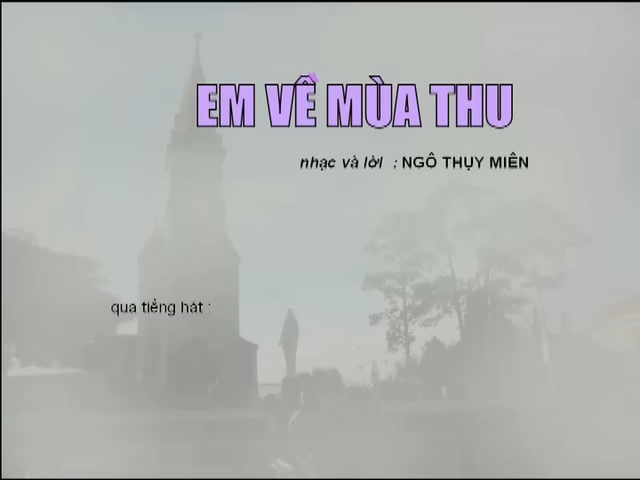 EM VỀ MÙA THU
nhạc và lời : NGÔ THỤY MIÊN
qua tiếng hát :